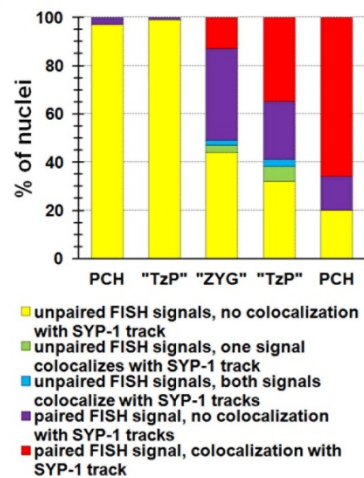 100
80
60
40
20
0
% of nuclei
PCH "TzP" "ZYG" "TzP" PCH
unpaired FISH signals, no colocalization
with SYP-1 track
unpaired FISH signals, one signal
colocalizes with SYP-1 track
unpaired FISH signals, both signals
colocalize with SYP-1 tracks
paired FISH signal, no colocalization
with SYP-1 tracks
paired FISH signal, colocalization with
SYP-1 track